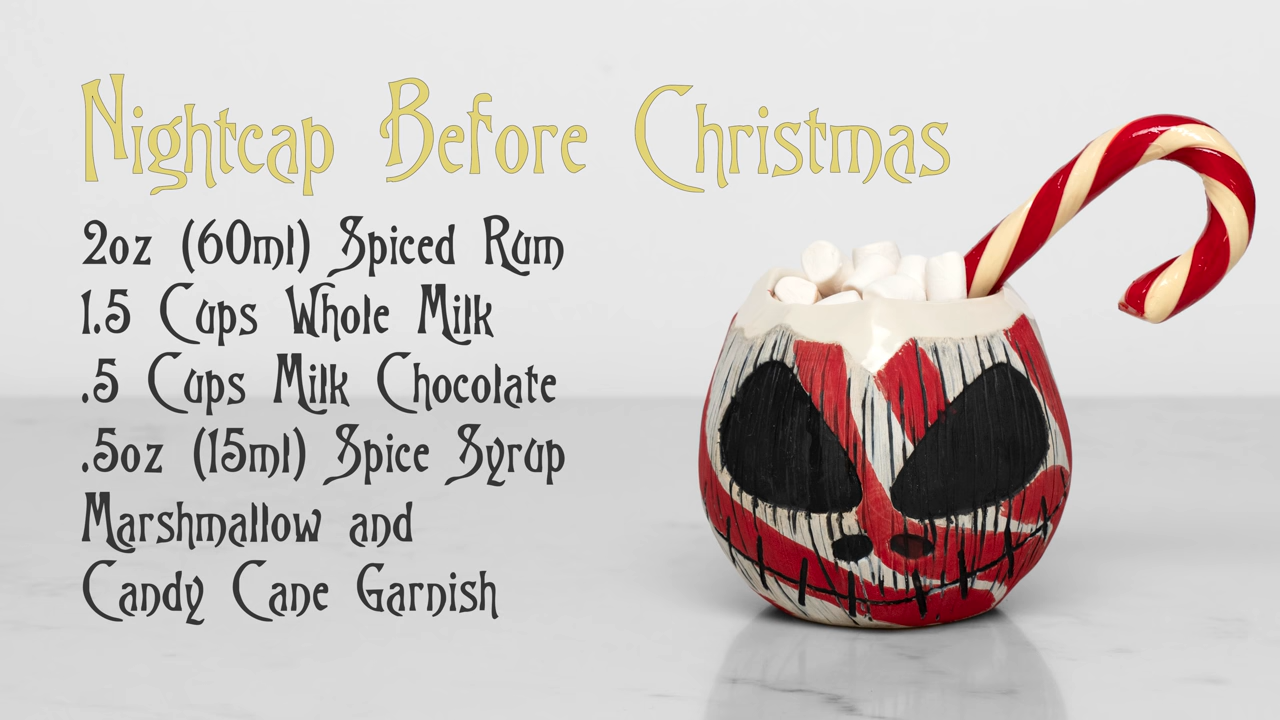 Nightcap Before Christmas
2oz (60ml) Spiced Rum
1.5 Cups Whole Milk
.5 Cups Milk Chocolate
.5oz (15ml) Spice Syrup
Marshmallow and
Candy Cane Garnish